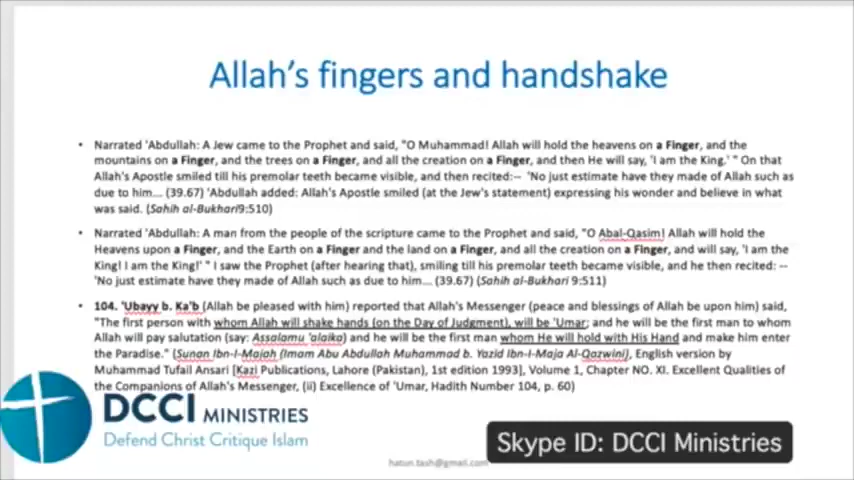 Allah's fingers and handshake
• Narrated 'Abdullah: A Jew came to the Prophet and said, "O Muhammad! Allah will hold the heavens on a Finger, and the
mountains on a Finger, and the trees on a Finger, and all the creation on a Finger, and then He will say, 'I am the King.' " On that
Allah's Apostle smiled till his premolar teeth became visible, and then recited:-- 'No just estimate have they made of Allah such as
due to him... (39.67) 'Abdullah added: Allah's Apostle smiled (at the Jew's statement) expressing his wonder and believe in what
was said. (Sahih al-Bukhari9:510)
• Narrated 'Abdullah: A man from the people of the scripture came to the Prophet and said, "O Abal-Qasim! Allah will hold the
Heavens upon a Finger, and the Earth on a Finger and the land on a Finger, and all the creation on a Finger, and will say, 'I am the
King! I am the King!' " I saw the Prophet (after hearing that), smiling till his premolar teeth became visible, and he then recited: --
'No just estimate have they made of Allah such as due to him... (39.67) (Sahih al-Bukhari 9:511)
• 104. 'Ubayy b. Ka'b (Allah be pleased with him) reported that Allah's Messenger (peace and blessings of Allah be upon him) said,
"The first person with whom Allah will shake hands (on the Day of Judgment), will be 'Umar; and he will be the first man to whom
Allah will pay salutation (say: Assalamu 'alaika) and he will be the first man whom He will hold with His Hand and make him enter
the Paradise." (Sunan Ibn-I-Majah (Imam Abu Abdullah Muhammad b. Yazid Ibn-I-Maja Al-Qazwini), English version by
Muhammad Tufail Ansari [Kazi Publications, Lahore (Pakistan), 1st edition 1993], Volume 1, Chapter NO. XI. Excellent Qualities of
the Companions of Allah's Messenger, (ii) Excellence of 'Umar, Hadith Number 104, p. 60)
DCCI MINISTRIES
Defend Christ Critique Islam
Skype ID: DCCI Ministries
hatun.tash@gmail.com